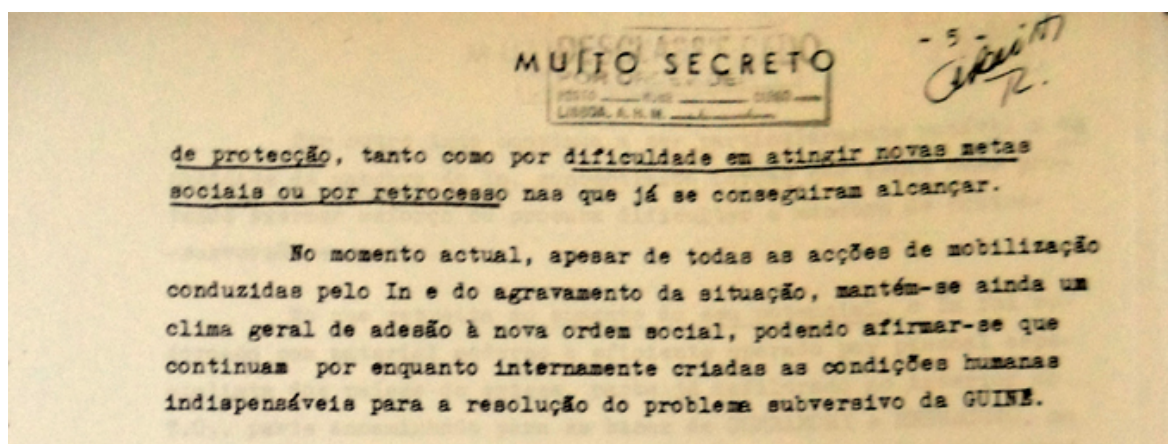 - 5 -
MUITO SECRETO
LISBOA, A. H. M.
de protecção, tanto como por dificuldade em atingir novas metas
sociais ou por retrocesso nas que já se conseguiram alcançar.
No momento actual, apesar de todas as acções de mobilização
conduzidas pelo In e do agravamento da situação, mantém-se ainda um
clima geral de adesão à nova ordem social, podendo afirmar-se que
continuam por enquanto internamente criadas as condições humanas
indispensáveis para a resolução do problema subversivo da GUINÉ.